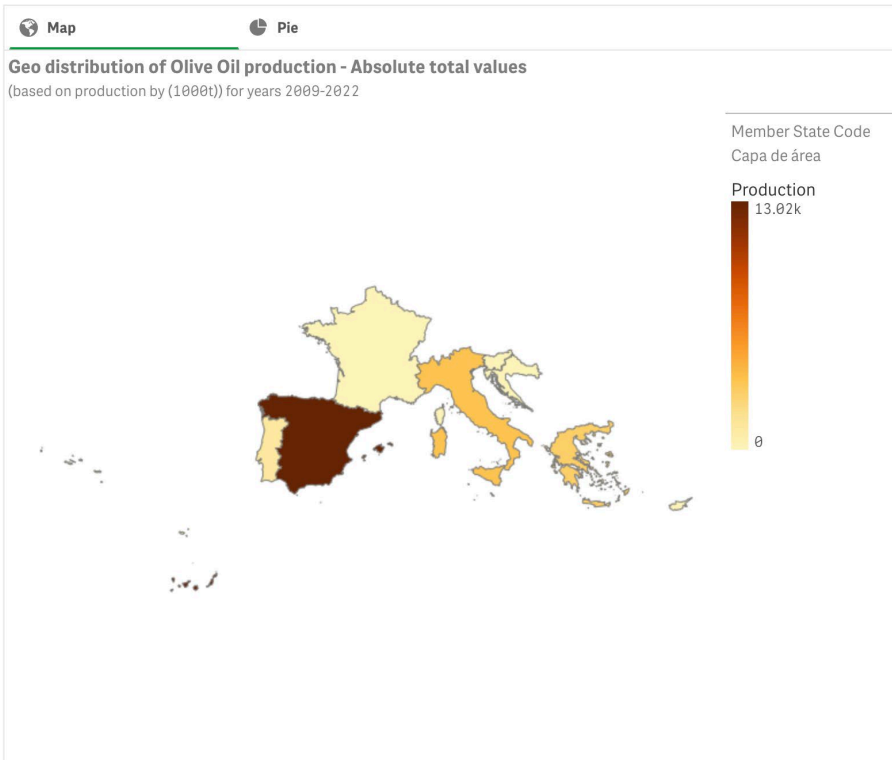 Map
Pie
Geo distribution of Olive Oil production - Absolute total values
(based on production by (1000t)) for years 2009-2022
Member State Code
Capa de área
Production
13.02k
0